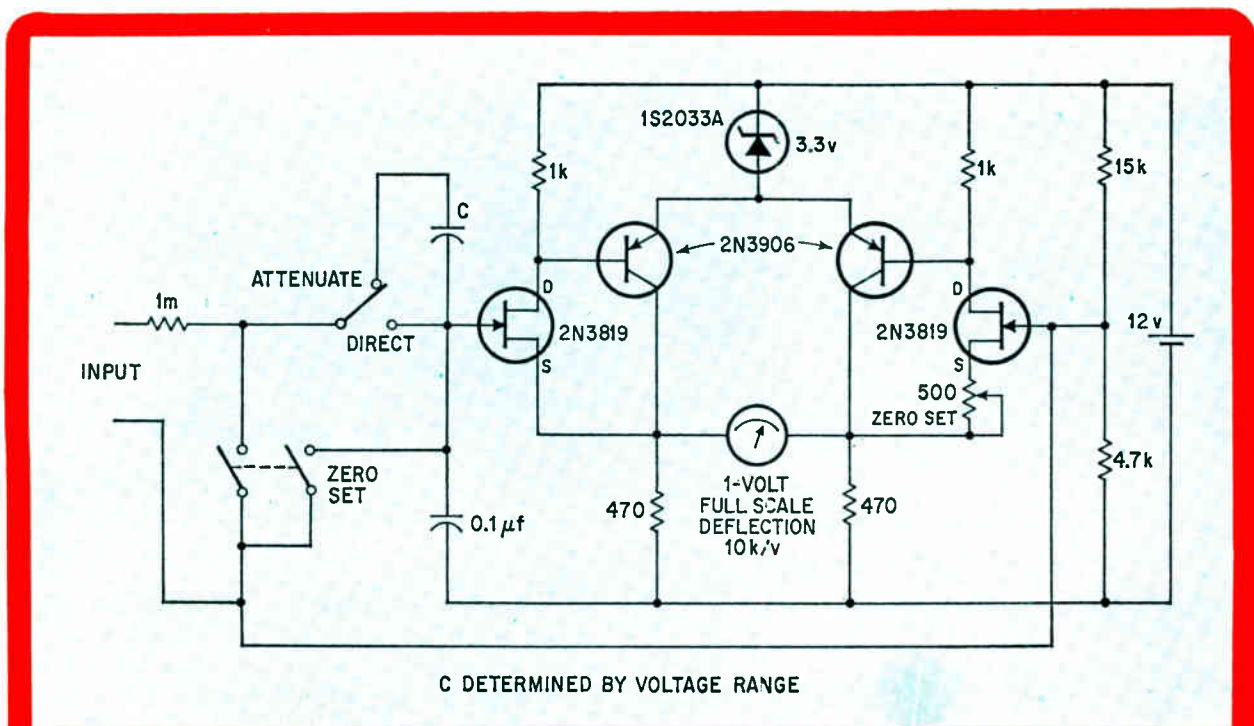 1S2033A
3.3v
1k
1k
15k
C
2N3906
ATTENUATE
1m
D
D
DIRECT
2N3819
2N3819
12v
INPUT
S
S
500
ZERO SET
ZERO
SET
4.7k
0.1 µf
470
1-VOLT
FULL SCALE
DEFLECTION
10k/v
470
C DETERMINED BY VOLTAGE RANGE